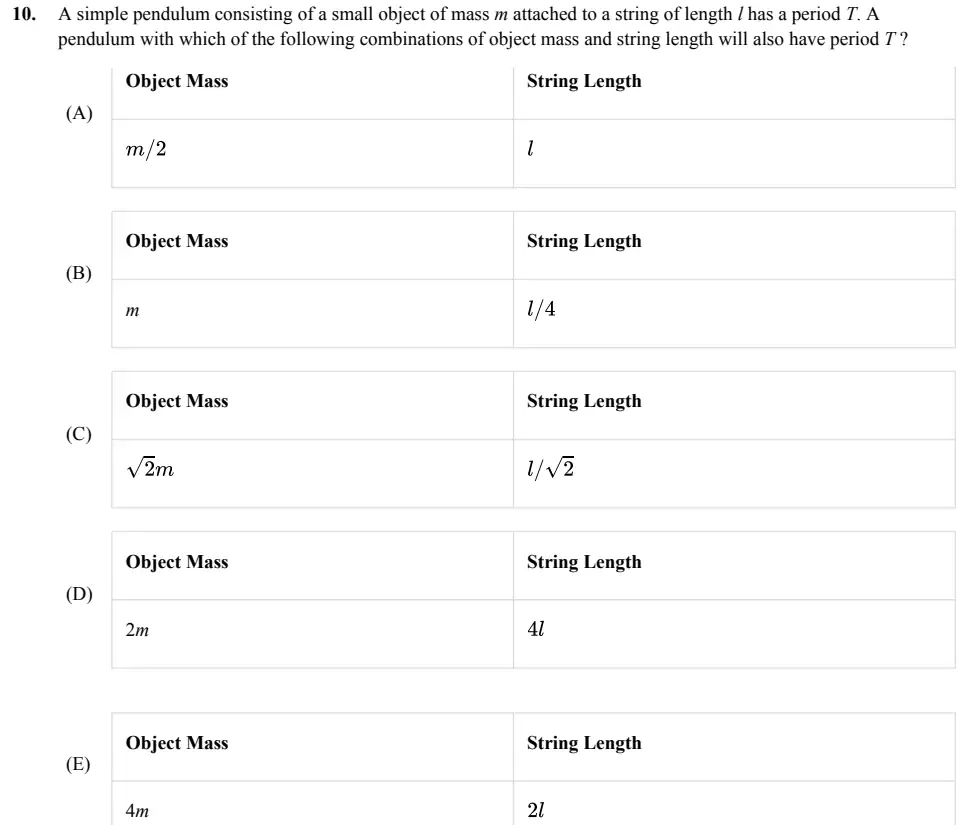 10. A simple pendulum consisting of a small object of mass m attached to a string of length l has a period T. A
pendulum with which of the following combinations of object mass and string length will also have period T ?
(A)
Object Mass String Length
m/2 l
(B)
Object Mass String Length
m l/4
(C)
Object Mass String Length
√2m l/√2
(D)
Object Mass String Length
2m 4l
(E)
Object Mass String Length
4m 2l